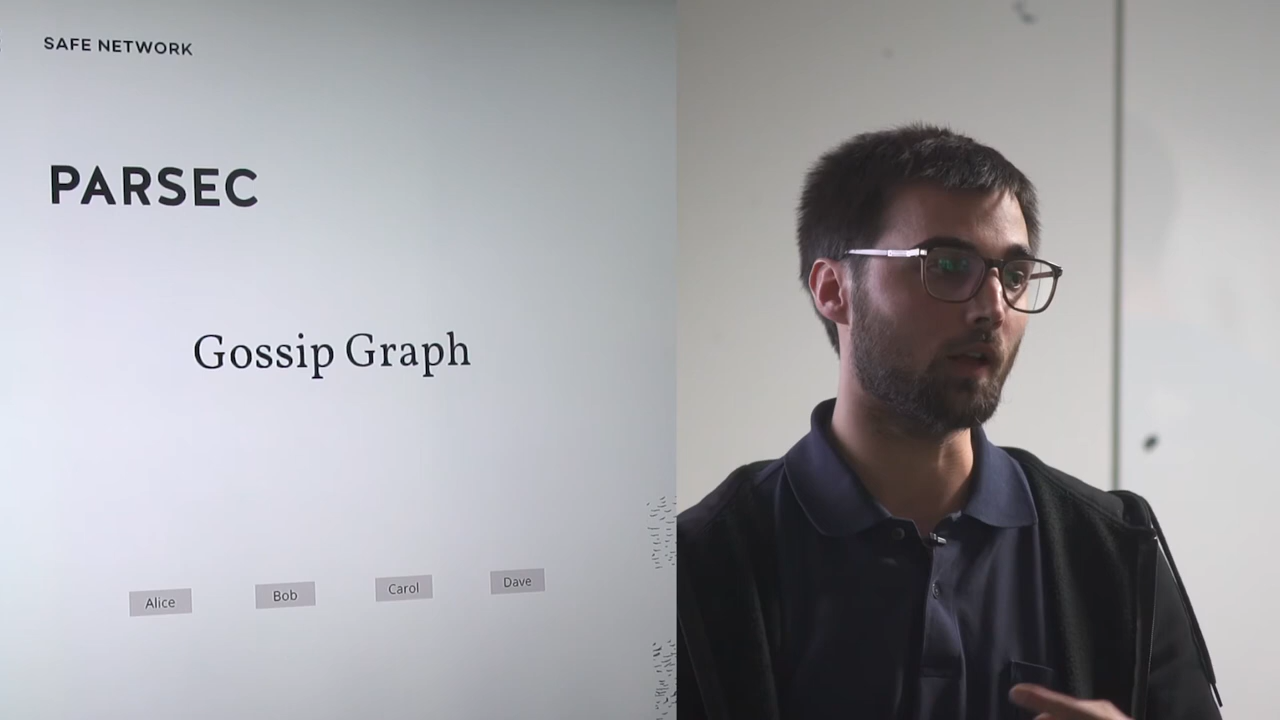 SAFE NETWORK
PARSEC
Gossip Graph
Alice
Bob
Carol
Dave